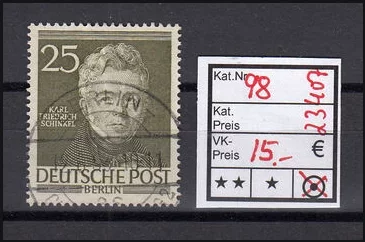 25
KARL
FRIEDRICH
SCHINKEL
DEUTSCHE POST
BERLIN
Kat.Nr.
98
Kat.
Preis
VK-
Preis
15.-
€
23407